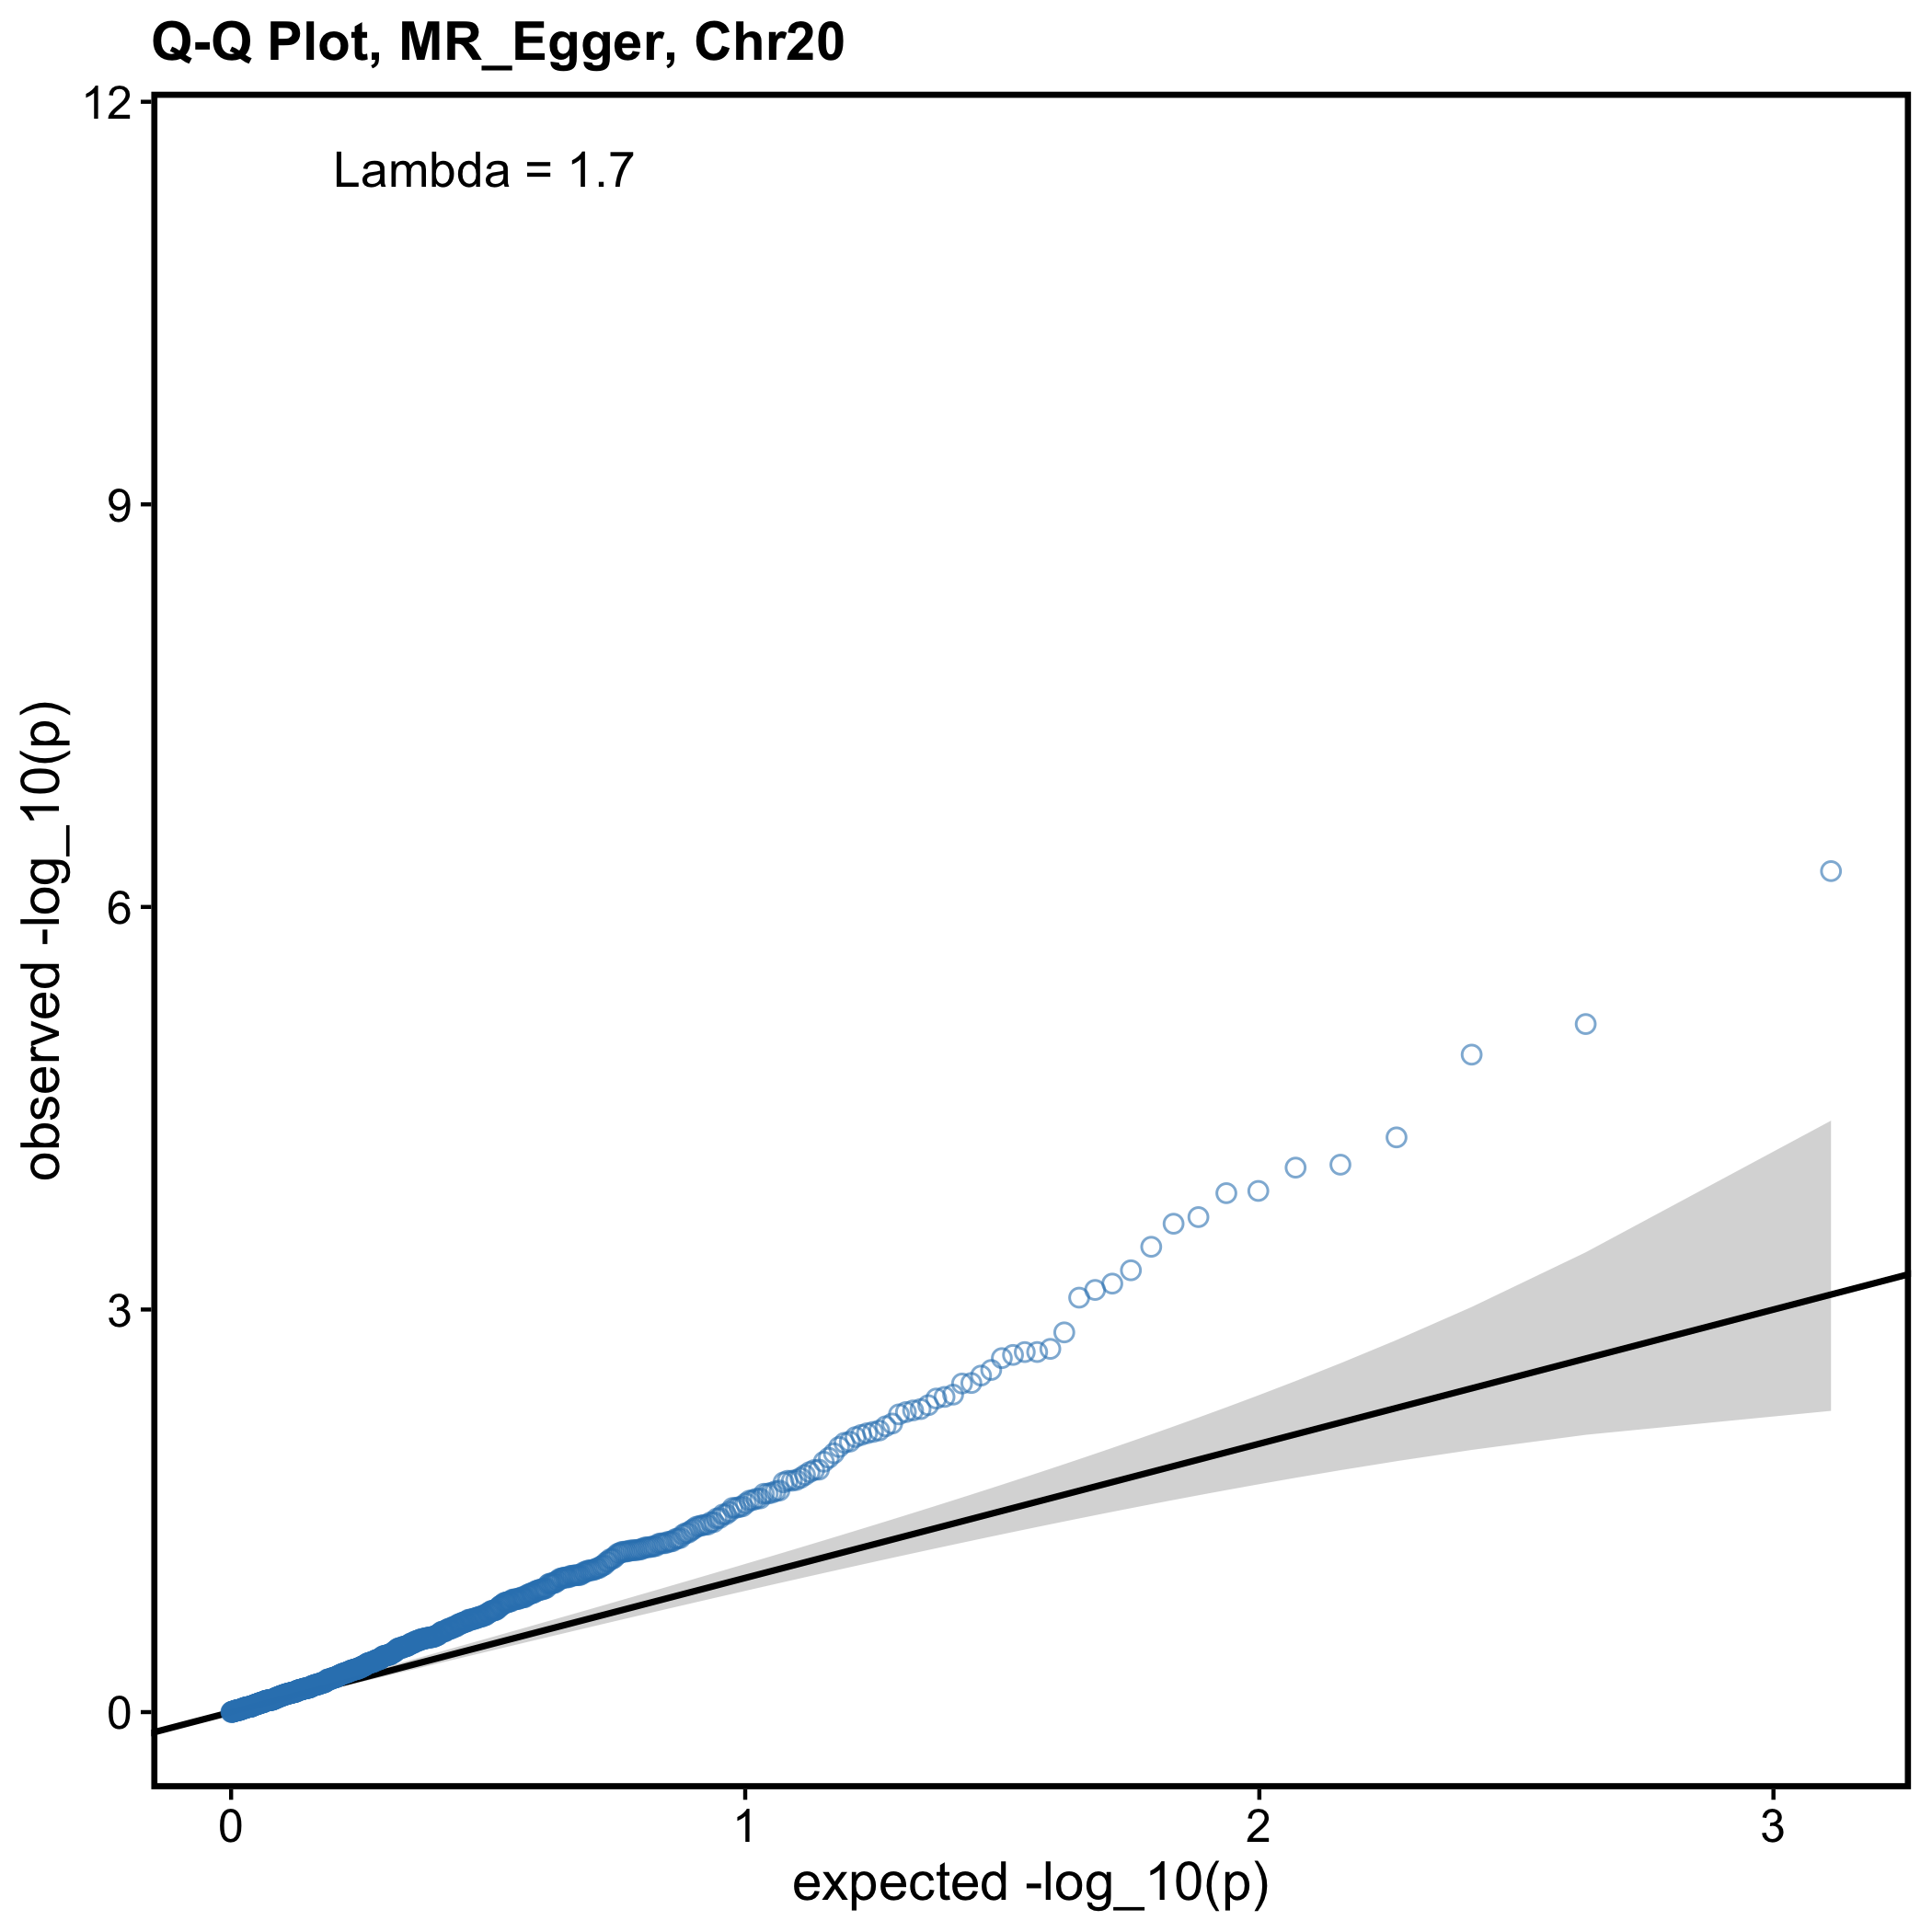 Q-Q Plot, MR_Egger, Chr20
Lambda = 1.7
12
9
6
3
0
observed -log_10(p)
0 1 2 3
expected -log_10(p)